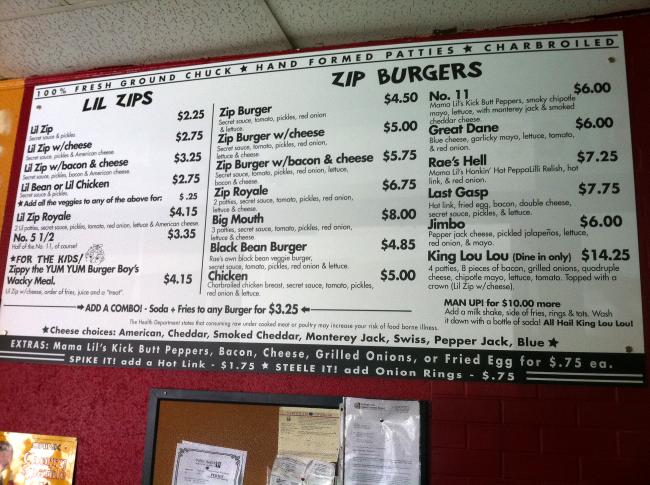 100% FRESH GROUND CHUCK ★ HAND FORMED PATTIES ★ CHARBROILED
LIL ZIPS
Lil Zip $2.25
Secret sauce & pickles
Lil Zip w/cheese $2.75
Secret sauce, pickles & American cheese.
Lil Zip w/bacon & cheese $3.25
Secret sauce, pickles, bacon & American cheese.
Lil Bean or Lil Chicken $2.75
Secret sauce & pickles.
★ Add all the veggies to any of the above for: $ .25
Lil Zip Royale $4.15
2 Lil patties, secret sauce, pickles, tomato, red onion, lettuce & American cheese.
No. 5 1/2 $3.35
Half of the No. 11, of course!
★FOR THE KIDS!
Zippy the YUM YUM Burger Boy's
Wacky Meal. $4.15
Lil Zip w/cheese, order of fries, juice and a "treat".
ZIP BURGERS
Zip Burger $4.50
Secret sauce, tomato, pickles, red onion
& lettuce.
Zip Burger w/cheese $5.00
Secret sauce, tomato, pickles, red onion,
lettuce & cheese.
Zip Burger w/bacon & cheese $5.75
Secret sauce, tomato, pickles, red onion, lettuce,
bacon & cheese.
Zip Royale $6.75
2 patties, secret sauce, tomato, pickles, red onion,
lettuce & cheese.
Big Mouth $8.00
3 patties, secret sauce, tomato, pickles, red onion,
lettuce & cheese.
Black Bean Burger $4.85
Rae's own black bean veggie burger,
secret sauce, tomato, pickles, red onion & lettuce.
Chicken $5.00
Charbroiled chicken breast, secret sauce, tomato, pickles,
red onion & lettuce.
No. 11 $6.00
Mama Lil's Kick Butt Peppers, smoky chipotle
mayo, lettuce, with monterey jack & smoked
cheddar cheese.
Great Dane $6.00
Blue cheese, garlicky mayo, lettuce, tomato,
& red onion.
Rae's Hell $7.25
Mama Lil's Honkin' Hot PeppaLilli Relish, hot
link, & red onion.
Last Gasp $7.75
Hot link, fried egg, bacon, double cheese,
secret sauce, pickles, & lettuce.
Jimbo $6.00
Pepper jack cheese, pickled jalapeños, lettuce,
red onion, & mayo.
King Lou Lou (Dine in only) $14.25
4 patties, 8 pieces of bacon, grilled onions, quadruple
cheese, chipotle mayo, lettuce, tomato. Topped with a
crown (Lil Zip w/cheese).
MAN UP! for $10.00 more
Add a milk shake, side of fries, rings & tots. Wash
it down with a bottle of soda! All Hail King Lou Lou!
ADD A COMBO! - Soda + Fries to any Burger for $3.25
The Health Department states that consuming raw or under cooked meat or poultry may increase your risk of food borne illness.
★Cheese choices: American, Cheddar, Smoked Cheddar, Monterey Jack, Swiss, Pepper Jack, Blue ★
EXTRAS: Mama Lil's Kick Butt Peppers, Bacon, Cheese, Grilled Onions, or Fried Egg for $.75 ea.
SPIKE IT! add a Hot Link - $1.75 ★ STEELE IT! add Onion Rings - $.75